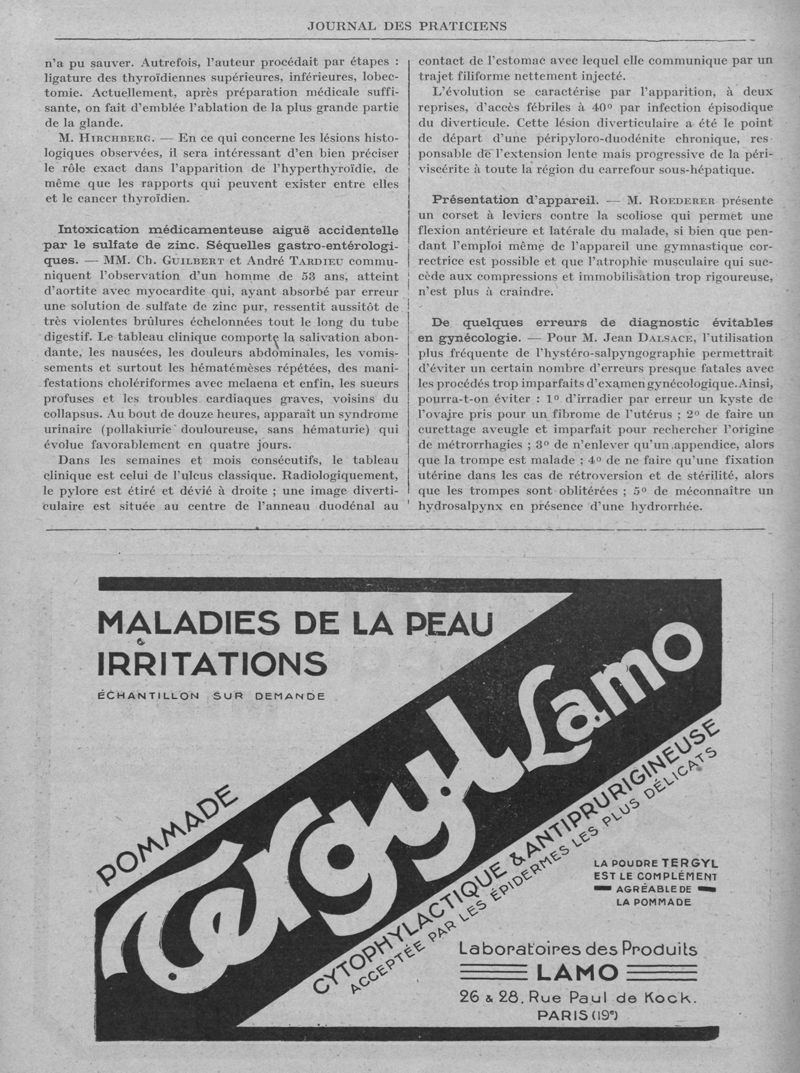 JOURNAL DES PRATICIENS
n'a pu sauver. Autrefois, l'auteur procédait par étapes :
ligature des thyroïdiennes supérieures, inférieures, lobec-
tomie. Actuellement, après préparation médicale suffi-
sante, on fait d'emblée l'ablation de la plus grande partie
de la glande.
M. HIRCHBERG. — En ce qui concerne les lésions histo-
logiques observées, il sera intéressant d'en bien préciser
le rôle exact dans l'apparition de l'hyperthyroïdie, de
même que les rapports qui peuvent exister entre elles
et le cancer thyroïdien.
Intoxication médicamenteuse aiguë accidentelle
par le sulfate de zinc. Séquelles gastro-entérologi-
ques. — MM. Ch. GUILBERT et André TARDIEU commu-
niquent l'observation d'un homme de 53 ans, atteint
d'aortite avec myocardite qui, ayant absorbé par erreur
une solution de sulfate de zinc pur, ressentit aussitôt de
très violentes brûlures échelonnées tout le long du tube
digestif. Le tableau clinique comporte la salivation abon-
dante, les nausées, les douleurs abdominales, les vomis-
sements et surtout les hématémèses répétées, des mani-
festations cholériformes avec melaena et enfin, les sueurs
profuses et les troubles cardiaques graves, voisins du
collapsus. Au bout de douze heures, apparaît un syndrome
urinaire (pollakiurie douloureuse, sans hématurie) qui
évolue favorablement en quatre jours.
Dans les semaines et mois consécutifs, le tableau
clinique est celui de l'ulcus classique. Radiologiquement,
le pylore est étiré et dévié à droite ; une image diverti-
culaire est située au centre de l'anneau duodénal au
contact de l'estomac avec lequel elle communique par un
trajet filiforme nettement injecté.
L'évolution se caractérise par l'apparition, à deux
reprises, d'accès fébriles à 40° par infection épisodique
du diverticule. Cette lésion diverticulaire a été le point
de départ d'une péripyloro-duodénite chronique, res-
ponsable de l'extension lente mais progressive de la péri-
viscérite à toute la région du carrefour sous-hépatique.
Présentation d'appareil. — M. ROEDERER présente
un corset à leviers contre la scoliose qui permet une
flexion antérieure et latérale du malade, si bien que pen-
dant l'emploi même de l'appareil une gymnastique cor-
rectrice est possible et que l'atrophie musculaire qui suc-
cède aux compressions et immobilisation trop rigoureuse,
n'est plus à craindre.
De quelques erreurs de diagnostic évitables
en gynécologie. — Pour M. Jean DALSACE, l'utilisation
plus fréquente de l'hystéro-salpyngographie permettrait
d'éviter un certain nombre d'erreurs presque fatales avec
les procédés trop imparfaits d'examen gynécologique. Ainsi,
pourra-t-on éviter : 1° d'irradier par erreur un kyste de
l'ovaire pris pour un fibrome de l'utérus ; 2° de faire un
curettage aveugle et imparfait pour rechercher l'origine
de métrorrhagies ; 3° de n'enlever qu'un appendice, alors
que la trompe est malade ; 4° de ne faire qu'une fixation
utérine dans les cas de rétroversion et de stérilité, alors
que les trompes sont oblitérées ; 5° de méconnaître un
hydrosalpynx en présence d'une hydrorrhée.
MALADIES DE LA PEAU
&
IRRITATIONS
ÉCHANTILLON SUR DEMANDE
POMMADE
Tergyl Lamo
CYTOPHYLACTIQUE & ANTIPRURIGINEUSE
ACCEPTÉE PAR LES ÉPIDERMES LES PLUS DÉLICATS
LA POUDRE TERGYL
EST LE COMPLÉMENT
AGRÉABLE DE
LA POMMADE
Laboratoires des Produits
LAMO
26 & 28, Rue Paul de Kock.
PARIS (19e)